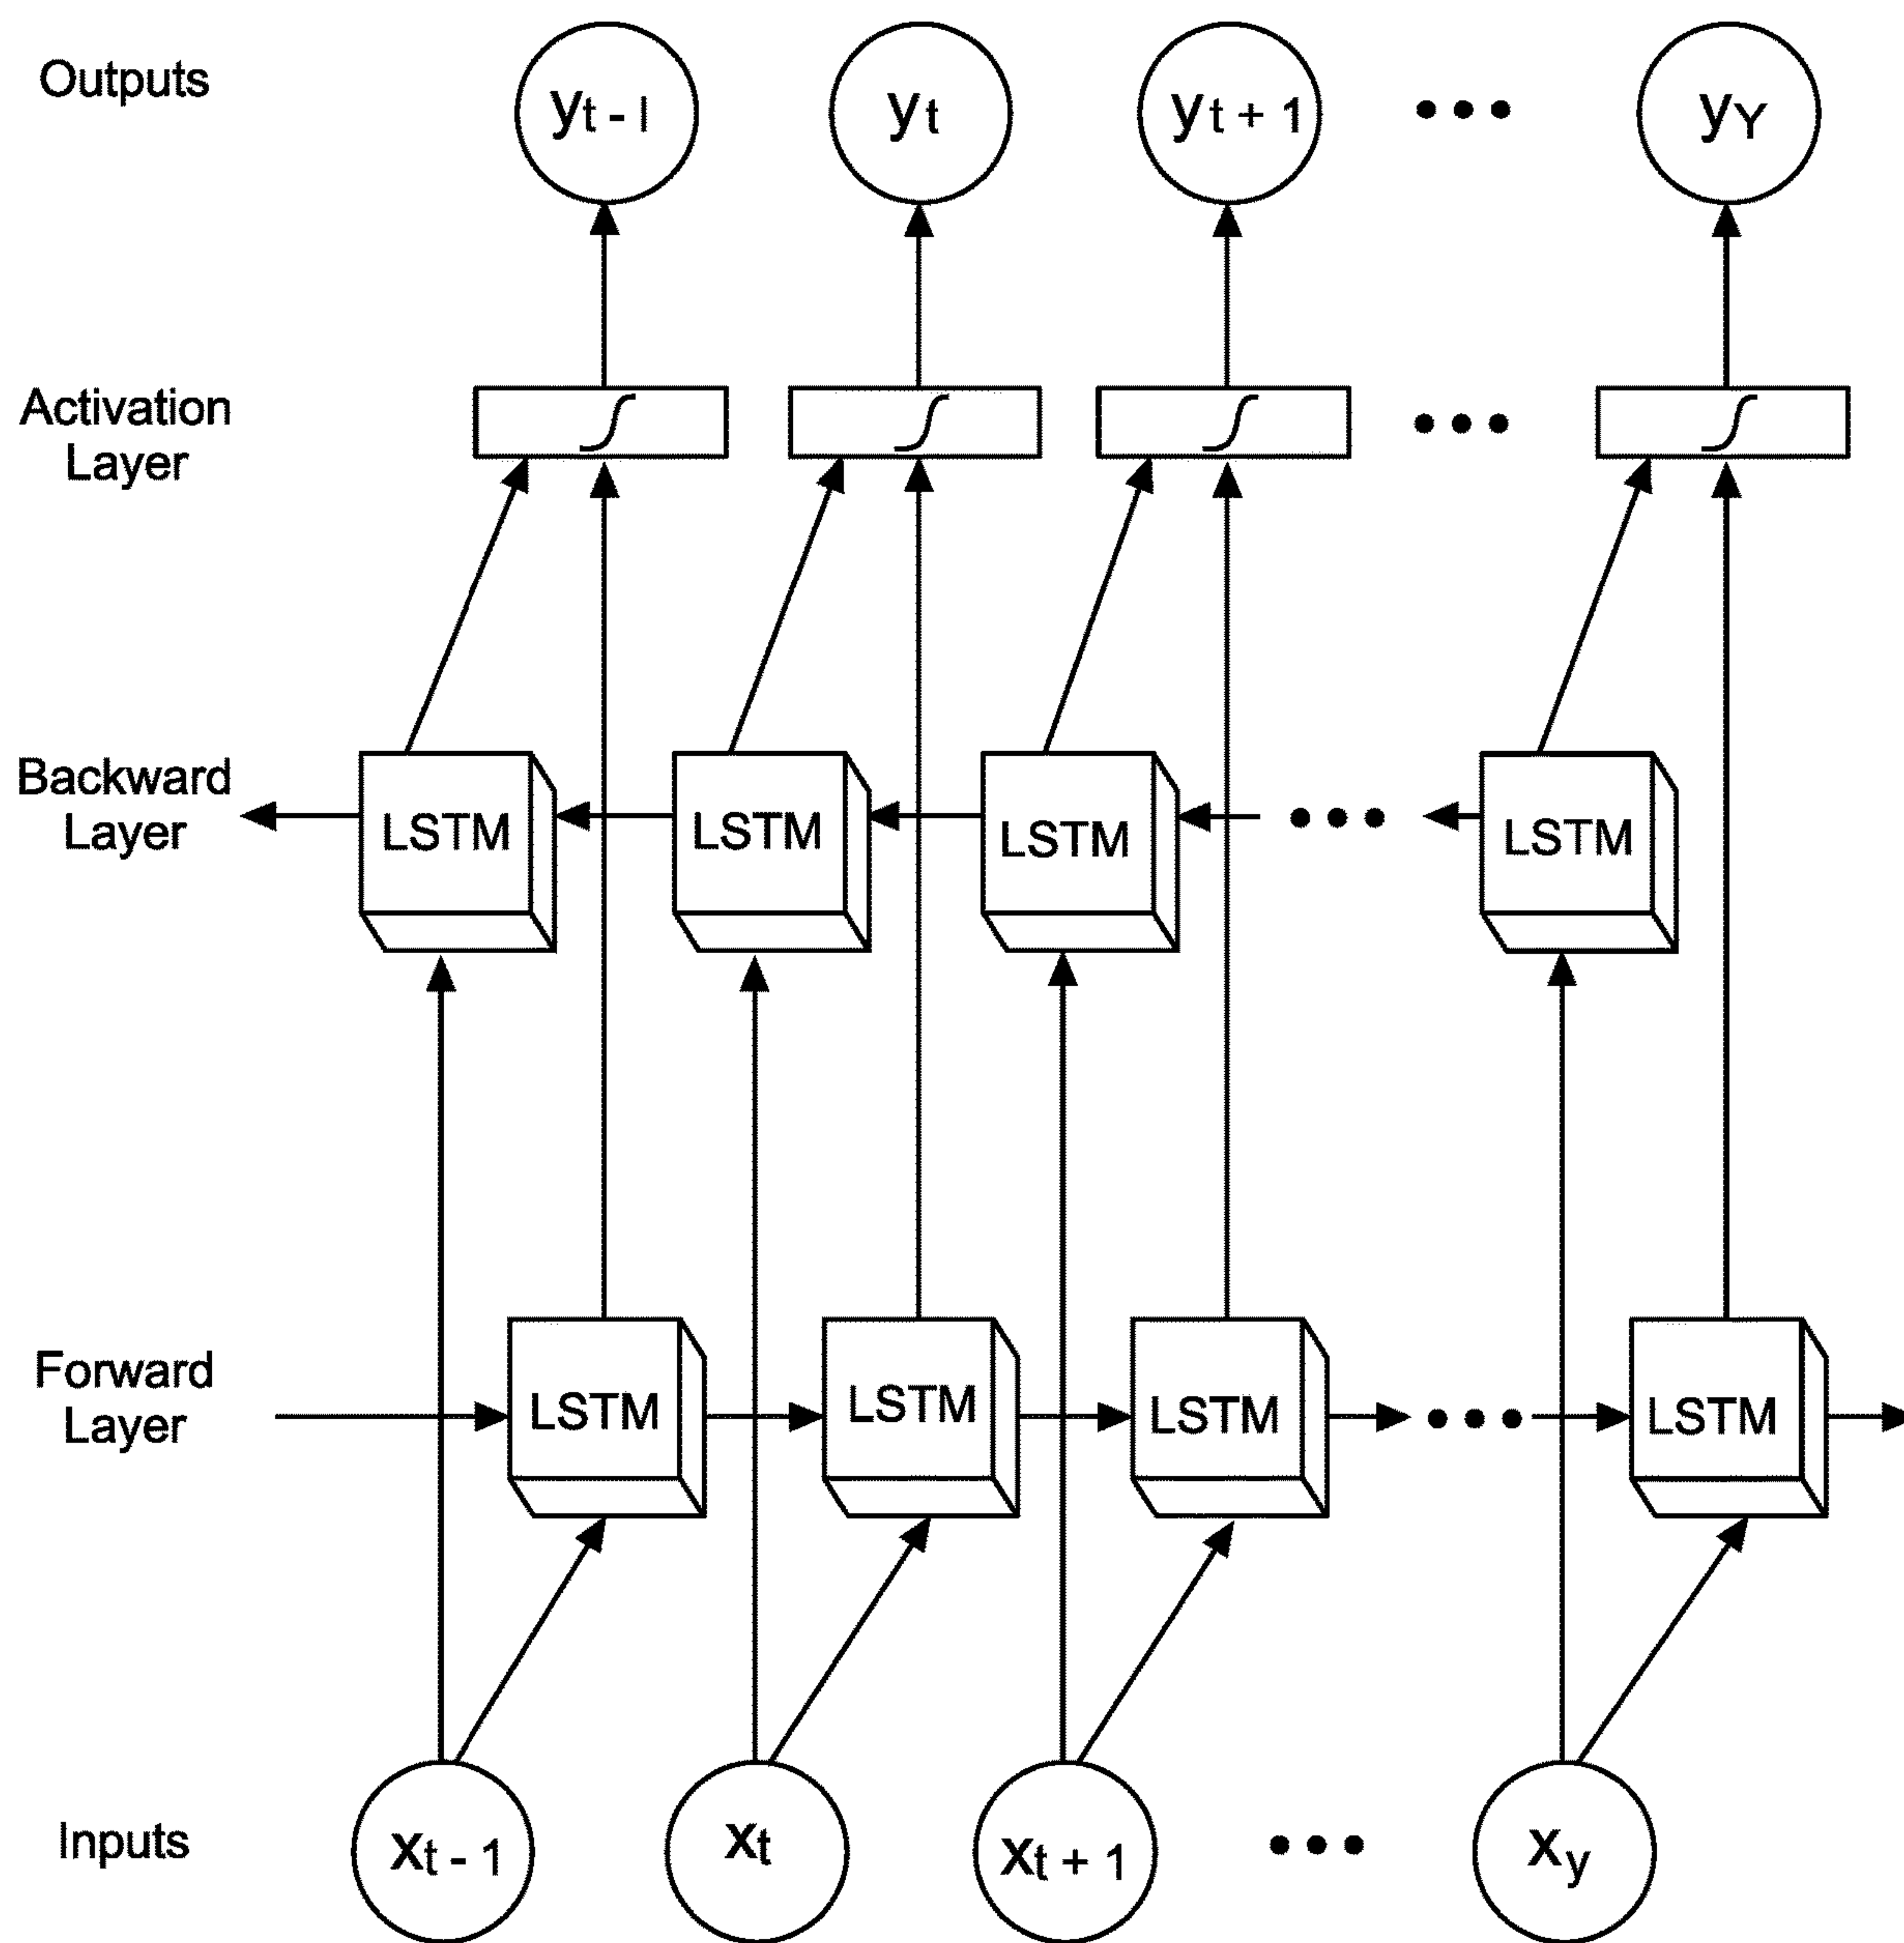 Outputs
yt - l
yt
yt + 1
yY
Activation
Layer
Backward
Layer
LSTM
LSTM
LSTM
LSTM
Forward
Layer
LSTM
LSTM
LSTM
LSTM
Inputs
xt - 1
xt
xt + 1
xy